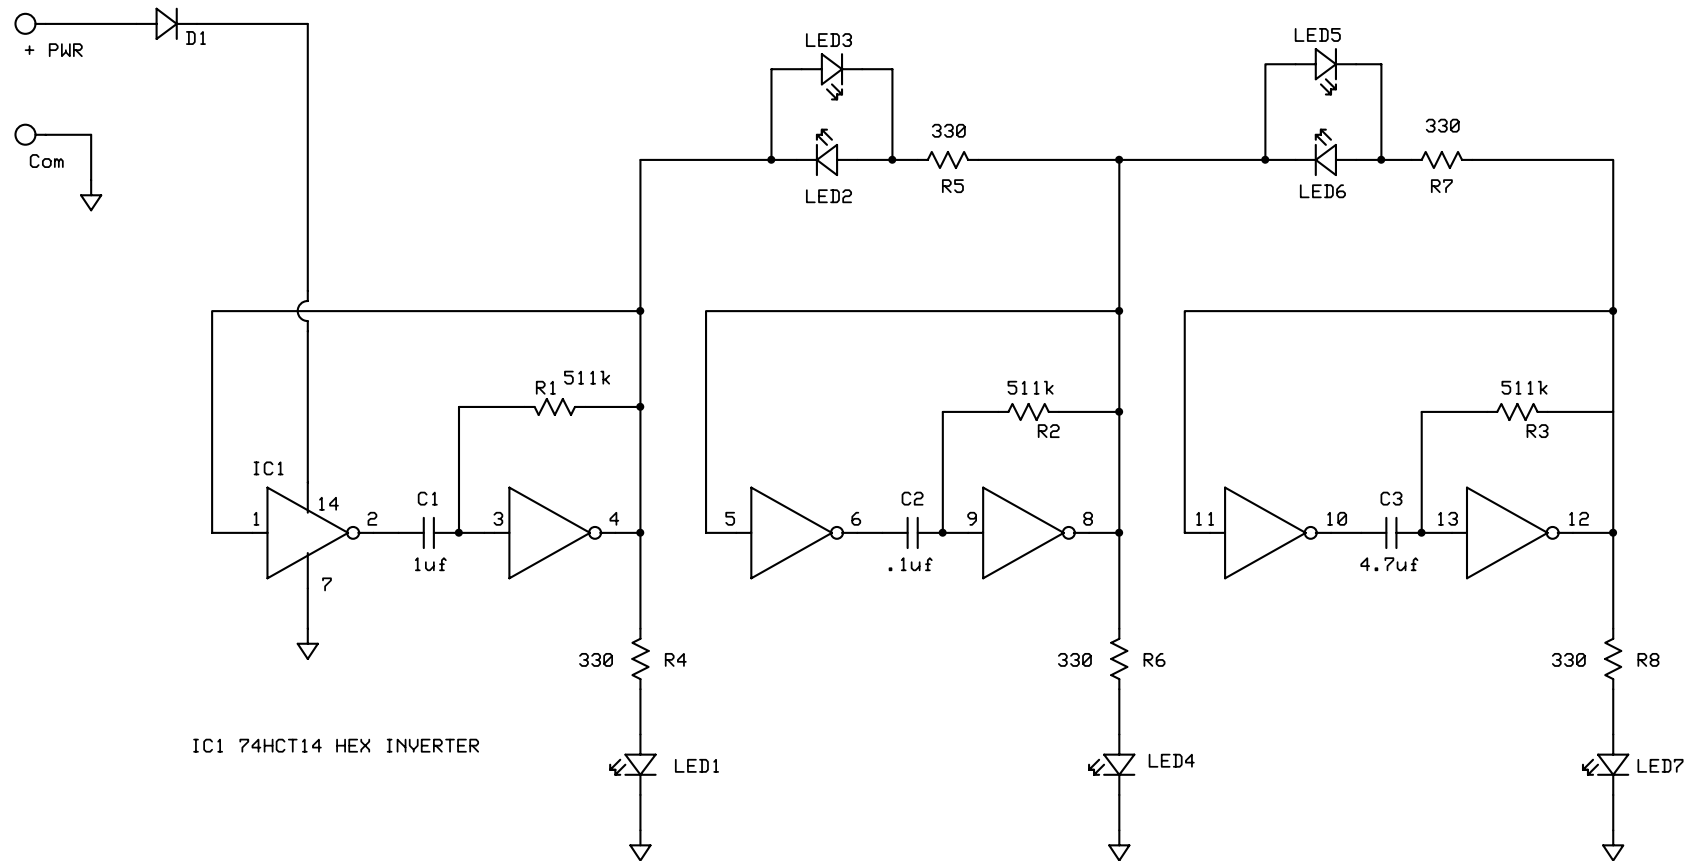 D1
+ PWR
Com
LED3
LED2
330
R5
LED5
LED6
330
R7
R1 511k
511k
R2
511k
R3
IC1
14
1
2
7
C1
1uf
3
4
5
6
C2
.1uf
9
8
11
10
C3
4.7uf
13
12
330 R4
330 R6
330 R8
IC1 74HCT14 HEX INVERTER
LED1
LED4
LED7